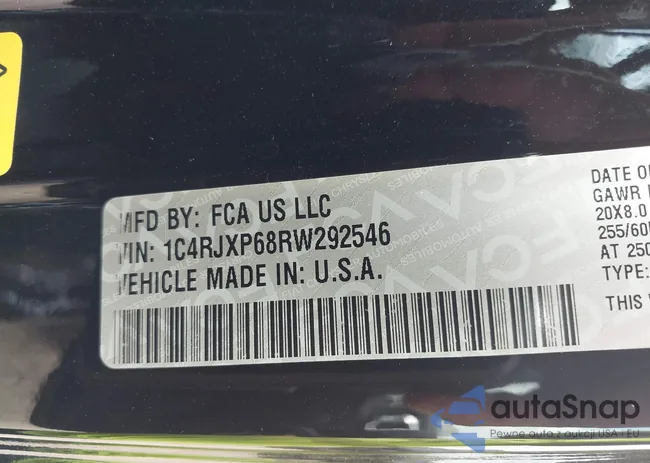 MFD BY: FCA US LLC
VIN: 1C4RJXP68RW292546
VEHICLE MADE IN: U.S.A.
DATE O
GAWR
20X8.0
255/60
AT 250
TYPE:
THIS
autaSnap
Pewne auto z aukcji USA i EU